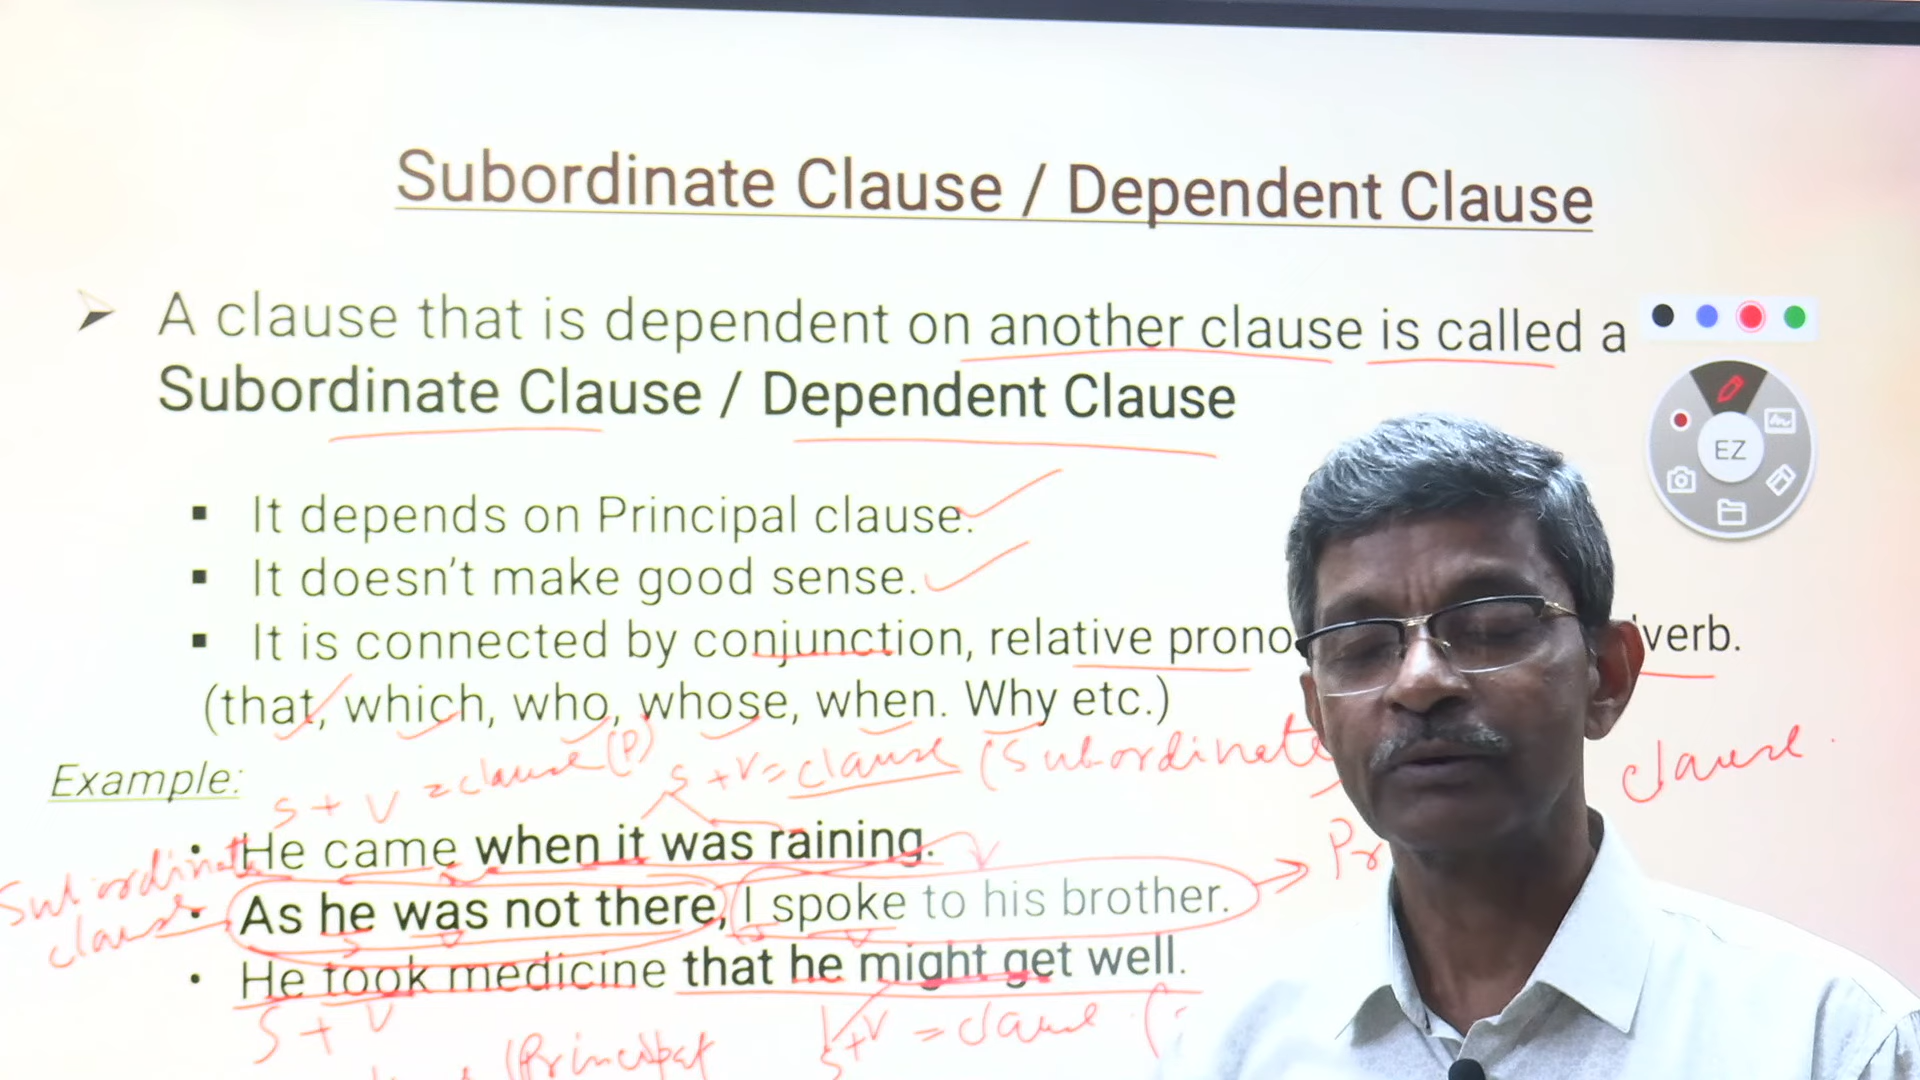 Subordinate Clause / Dependent Clause
➢ A clause that is dependent on another clause is called a
Subordinate Clause / Dependent Clause
EZ
▪ It depends on Principal clause.
▪ It doesn't make good sense.
▪ It is connected by conjunction, relative prono verb.
(that, which, who, whose, when. Why etc.)
S + V = clause (P) S + V = clause (Subordinate clause.
Example:
• He came when it was raining.
Subordinate clause
• As he was not there, I spoke to his brother. → Pr
• He took medicine that he might get well.
S + V S+V = clause (
(Principal